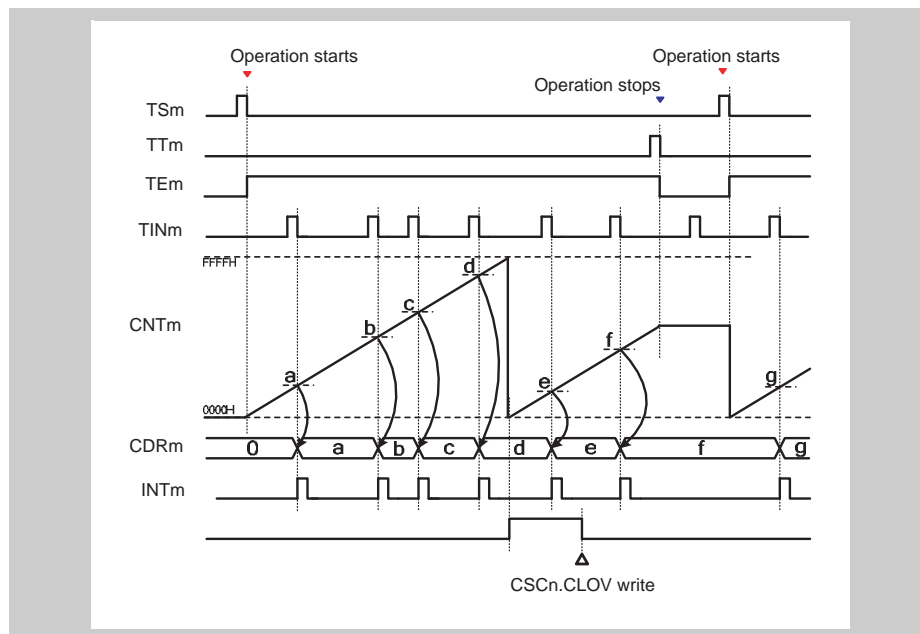 Operation starts
Operation starts
Operation stops
TSm
TTm
TEm
TINm
FFFFH
d
c
b
CNTm
f
a
e
g
0000H
CDRm 0 a b c d e f g
INTm
CSCn.CLOV write